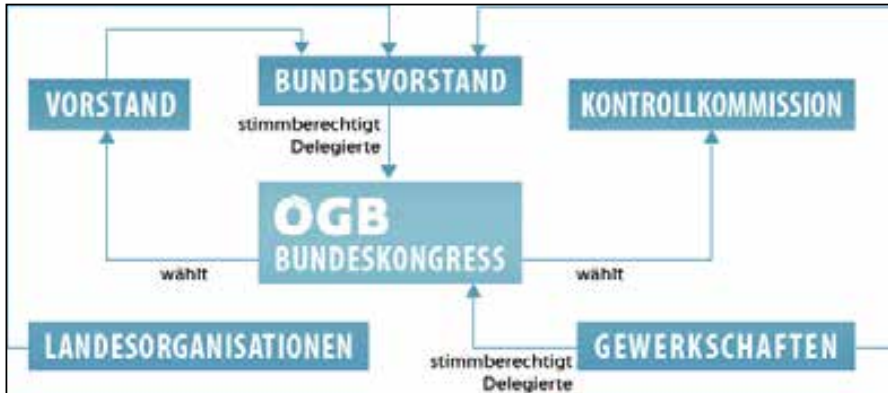 BUNDESVORSTAND
VORSTAND
KONTROLLKOMMISSION
stimmberechtigt
Delegierte
ÖGB
BUNDESKONGRESS
wählt
wählt
LANDESORGANISATIONEN
GEWERKSCHAFTEN
stimmberechtigt
Delegierte